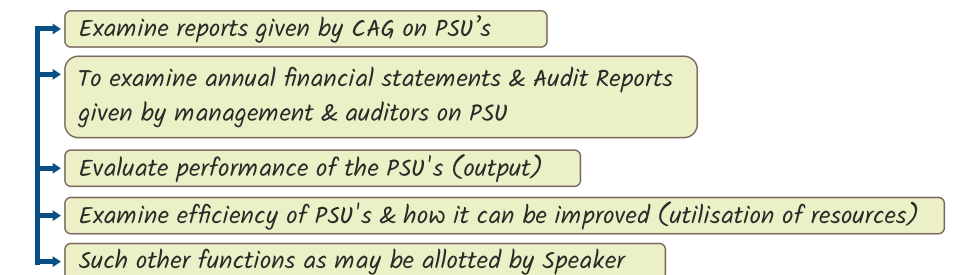 Examine reports given by CAG on PSU’s
To examine annual financial statements & Audit Reports
given by management & auditors on PSU
Evaluate performance of the PSU's (output)
Examine efficiency of PSU's & how it can be improved (utilisation of resources)
Such other functions as may be allotted by Speaker